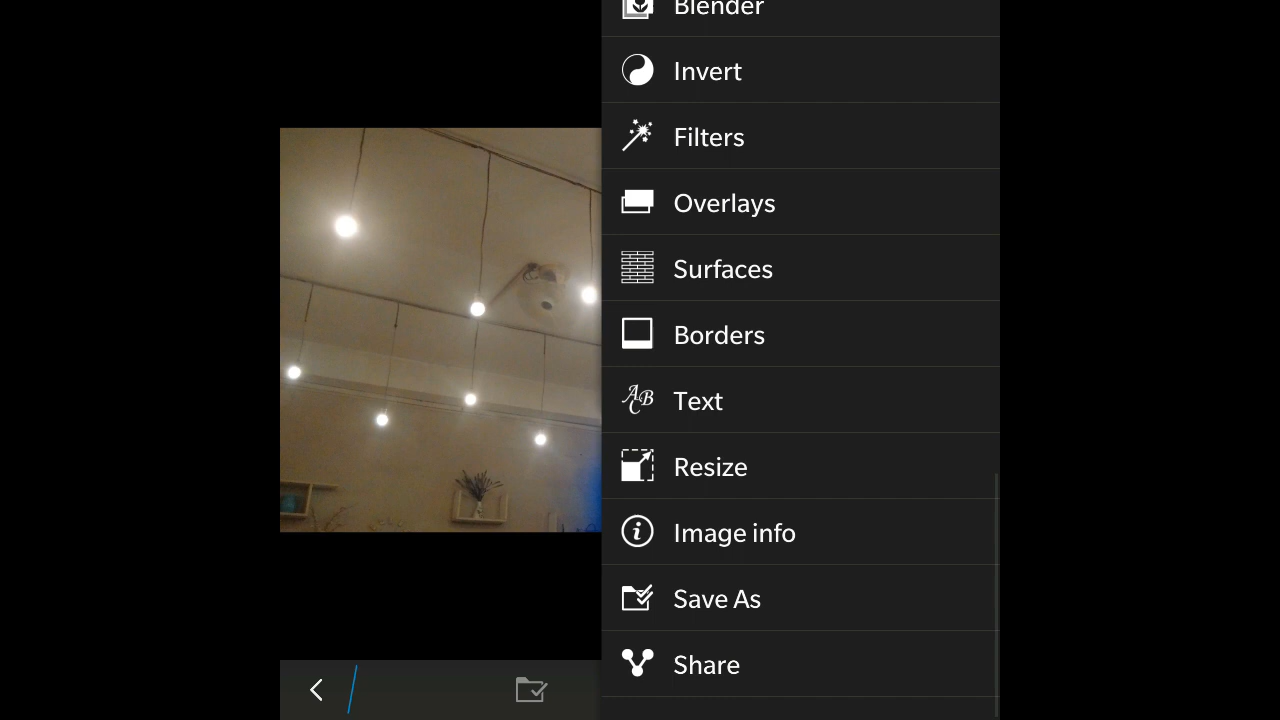 Blender
Invert
Filters
Overlays
Surfaces
Borders
Text
Resize
Image info
Save As
Share